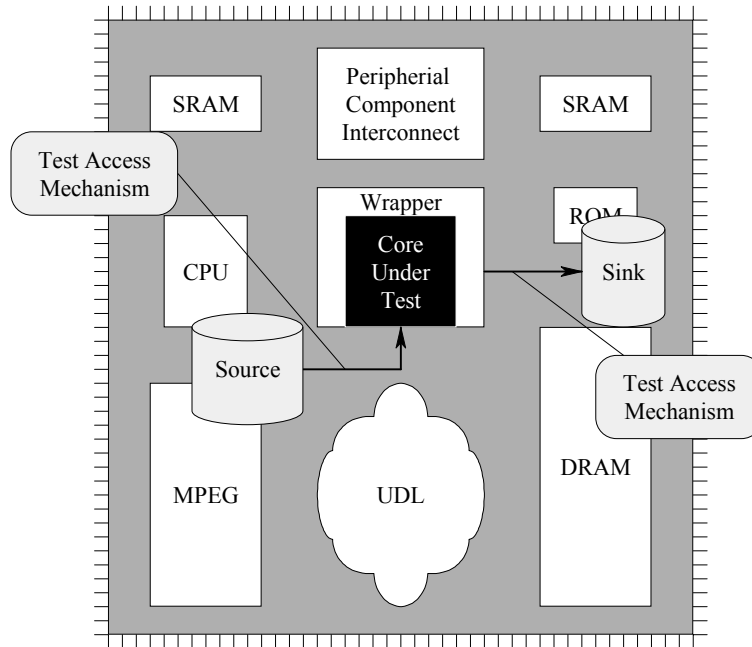 SRAM
Peripherial
Component
Interconnect
SRAM
Test Access
Mechanism
Wrapper
ROM
CPU
Core
Under
Test
Sink
Source
Test Access
Mechanism
MPEG
UDL
DRAM